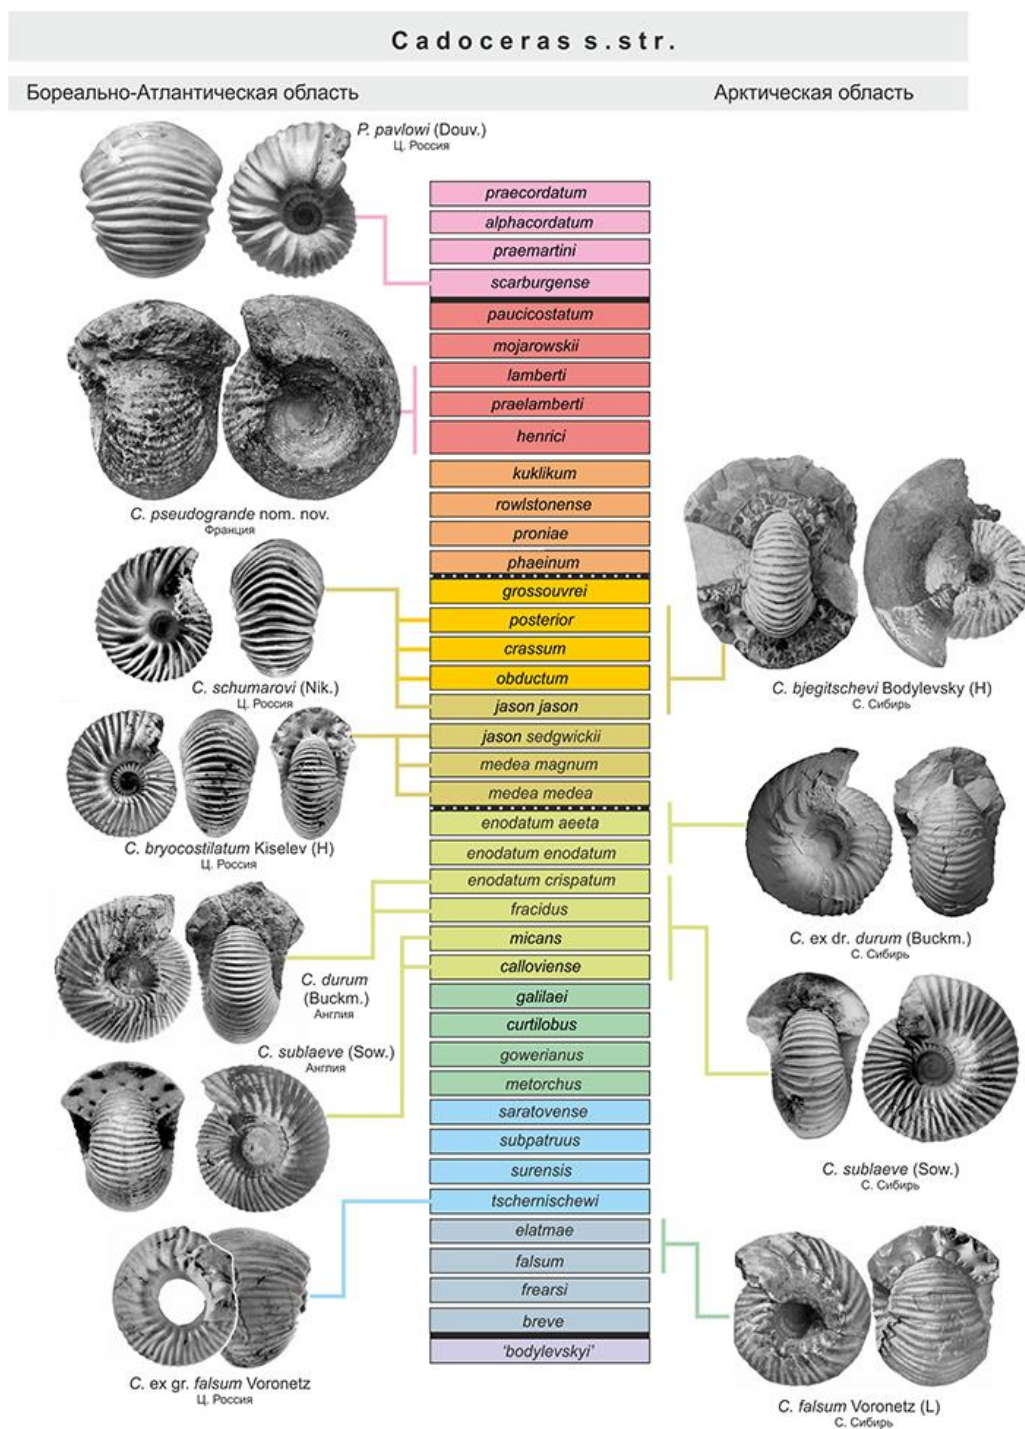 Cadoceras s.str.
Бореально-Атлантическая область
Арктическая область
P. pavlowi (Douv.)
Ц. Россия
C. pseudogrande nom. nov.
Франция
C. schumarovi (Nik.)
Ц. Россия
C. bryocostilatum Kiselev (H)
Ц. Россия
C. durum
(Buckm.)
Англия
C. sublaeve (Sow.)
Англия
C. ex gr. falsum Voronetz
Ц. Россия
praecordatum
alphacordatum
praemartini
scarburgense
paucicostatum
mojarowskii
lamberti
praelamberti
henrici
kuklikum
rowlstonense
proniae
phaeinum
grossouvrei
posterior
crassum
obductum
jason jason
jason sedgwickii
medea magnum
medea medea
enodatum aeeta
enodatum enodatum
enodatum crispatum
fracidus
micans
calloviense
galilaei
curtilobus
gowerianus
metorchus
saratovense
subpatruus
surensis
tschernischewi
elatmae
falsum
frearsi
breve
'bodylevskyi'
C. bjegitschevi Bodylevsky (H)
С. Сибирь
C. ex dr. durum (Buckm.)
С. Сибирь
C. sublaeve (Sow.)
С. Сибирь
C. falsum Voronetz (L)
С. Сибирь